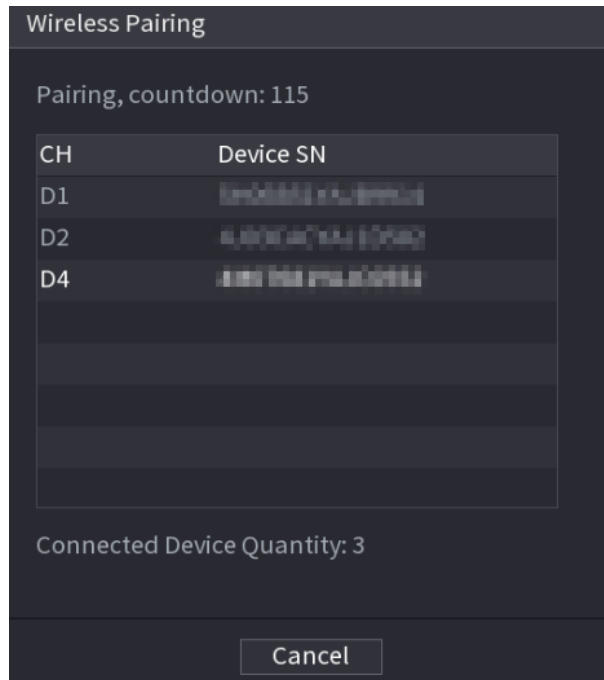 Wireless Pairing
Pairing, countdown: 115
CH Device SN
D1
D2
D4
Connected Device Quantity: 3
Cancel